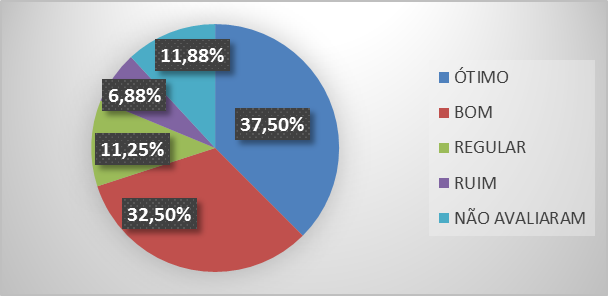 11,88%
6,88%
37,50%
11,25%
32,50%
ÓTIMO
BOM
REGULAR
RUIM
NÃO AVALIARAM